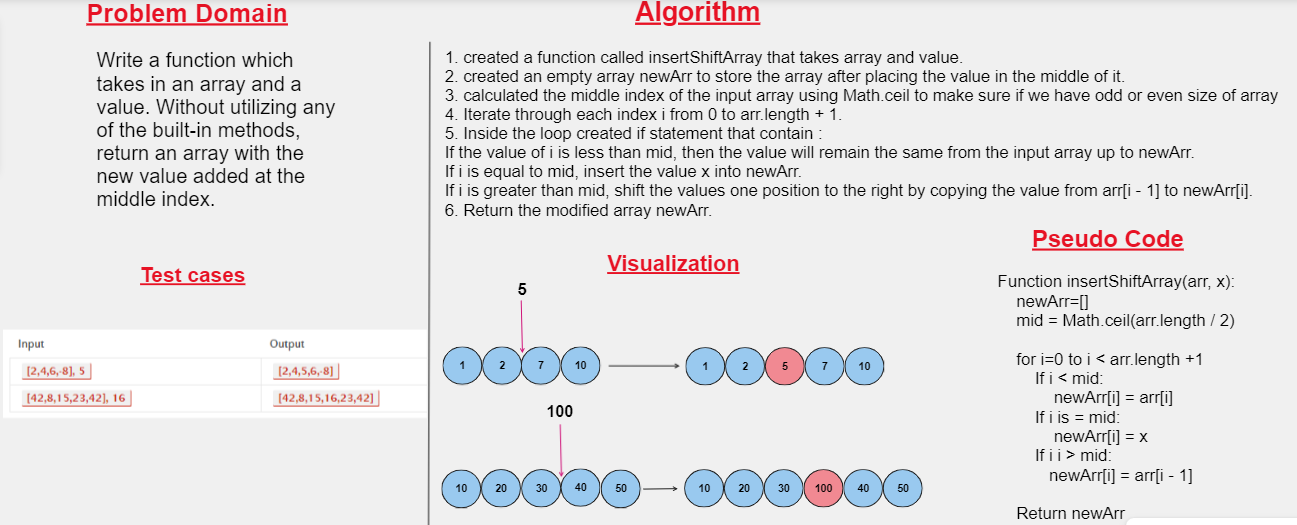 Problem Domain
Write a function which
takes in an array and a
value. Without utilizing any
of the built-in methods,
return an array with the
new value added at the
middle index.
Test cases
Input Output
[2,4,6,-8], 5 [2,4,5,6,-8]
[42,8,15,23,42], 16 [42,8,15,16,23,42]
Algorithm
1. created a function called insertShiftArray that takes array and value.
2. created an empty array newArr to store the array after placing the value in the middle of it.
3. calculated the middle index of the input array using Math.ceil to make sure if we have odd or even size of array
4. Iterate through each index i from 0 to arr.length + 1.
5. Inside the loop created if statement that contain :
If the value of i is less than mid, then the value will remain the same from the input array up to newArr.
If i is equal to mid, insert the value x into newArr.
If i is greater than mid, shift the values one position to the right by copying the value from arr[i - 1] to newArr[i].
6. Return the modified array newArr.
Visualization
5
1 2 7 10 1 2 5 7 10
100
10 20 30 40 50 10 20 30 100 40 50
Pseudo Code
Function insertShiftArray(arr, x):
newArr=[]
mid = Math.ceil(arr.length / 2)
for i=0 to i < arr.length +1
If i < mid:
newArr[i] = arr[i]
If i is = mid:
newArr[i] = x
If i i > mid:
newArr[i] = arr[i - 1]
Return newArr